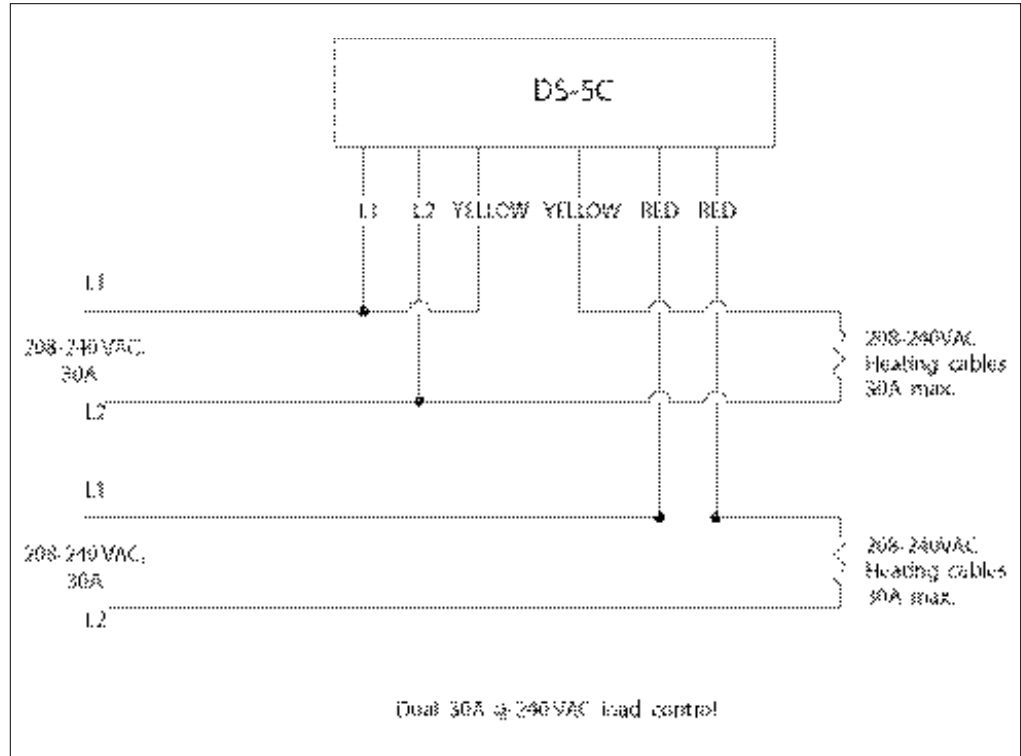 DS-5C
L1 L2 YELLOW YELLOW RED RED
L1
208-240VAC,
30A
L2
208-240VAC
Heating cables
30A max.
L1
208-240VAC,
30A
L2
208-240VAC
Heating cables
30A max.
Dual 30A @ 240VAC load control